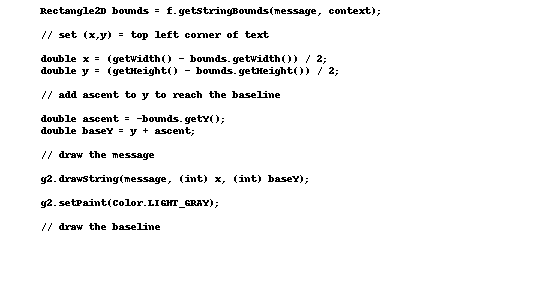 Rectangle2D bounds = f.getStringBounds(message, context);
// set (x,y) = top left corner of text
double x = (getWidth() - bounds.getWidth()) / 2;
double y = (getHeight() - bounds.getHeight()) / 2;
// add ascent to y to reach the baseline
double ascent = -bounds.getY();
double baseY = y + ascent;
// draw the message
g2.drawString(message, (int) x, (int) baseY);
g2.setPaint(Color.LIGHT_GRAY);
// draw the baseline